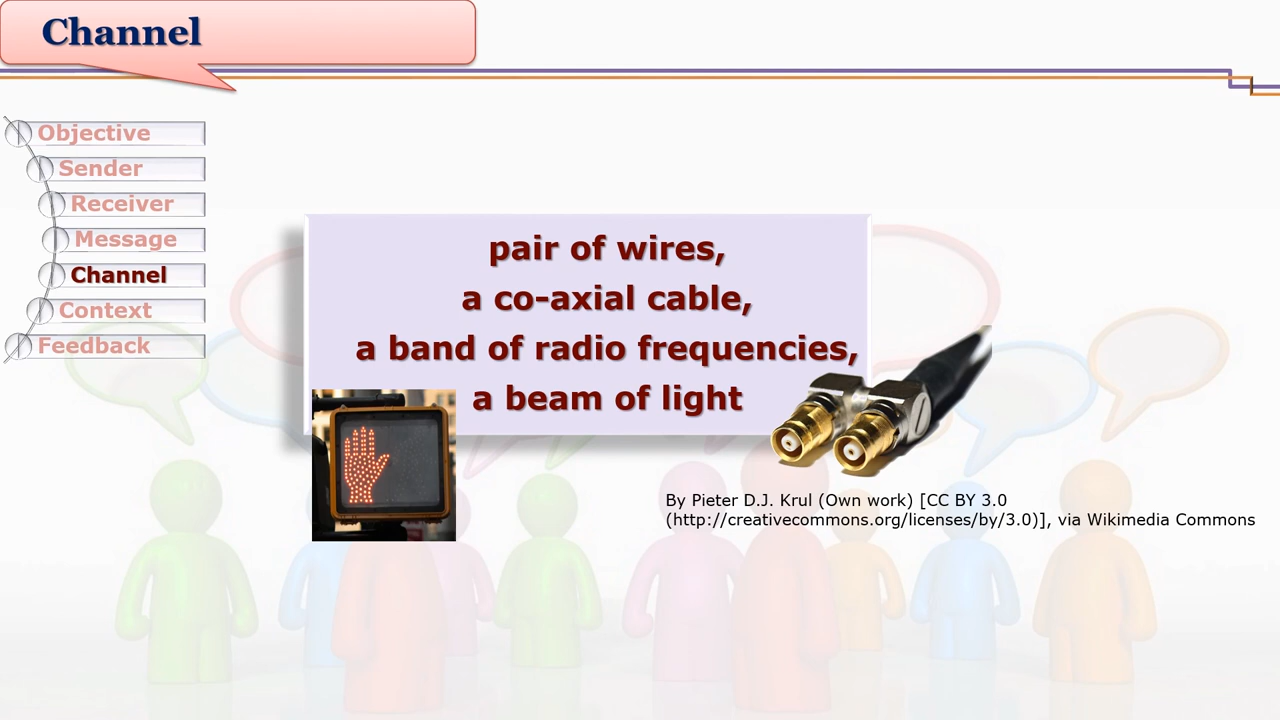 Channel
Objective
Sender
Receiver
Message
Channel
Context
Feedback
pair of wires,
a co-axial cable,
a band of radio frequencies,
a beam of light
By Pieter D.J. Krul (Own work) [CC BY 3.0
(http://creativecommons.org/licenses/by/3.0)], via Wikimedia Commons